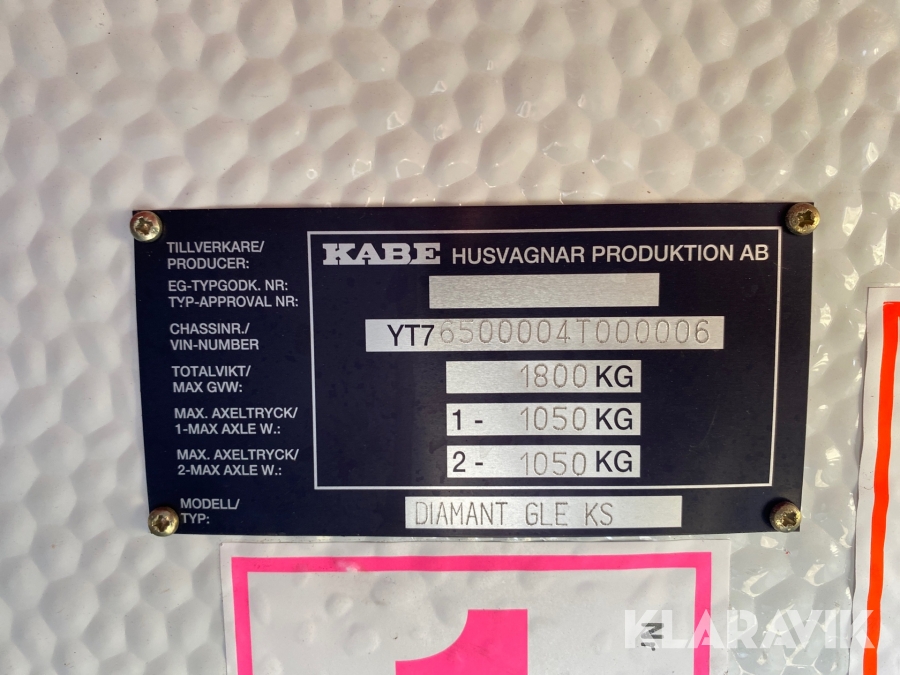 TILLVERKARE/
PRODUCER:
KABE HUSVAGNAR PRODUKTION AB
EG-TYPGODK. NR:
TYP-APPROVAL NR:
CHASSINR./
VIN-NUMBER
YT76500004T000006
TOTALVIKT/
MAX GVW:
1800 KG
MAX. AXELTRYCK/
1-MAX AXLE W.:
1 - 1050 KG
MAX. AXELTRYCK/
2-MAX AXLE W.:
2 - 1050 KG
MODELL/
TYP:
DIAMANT GLE KS
1
KLARAVIK